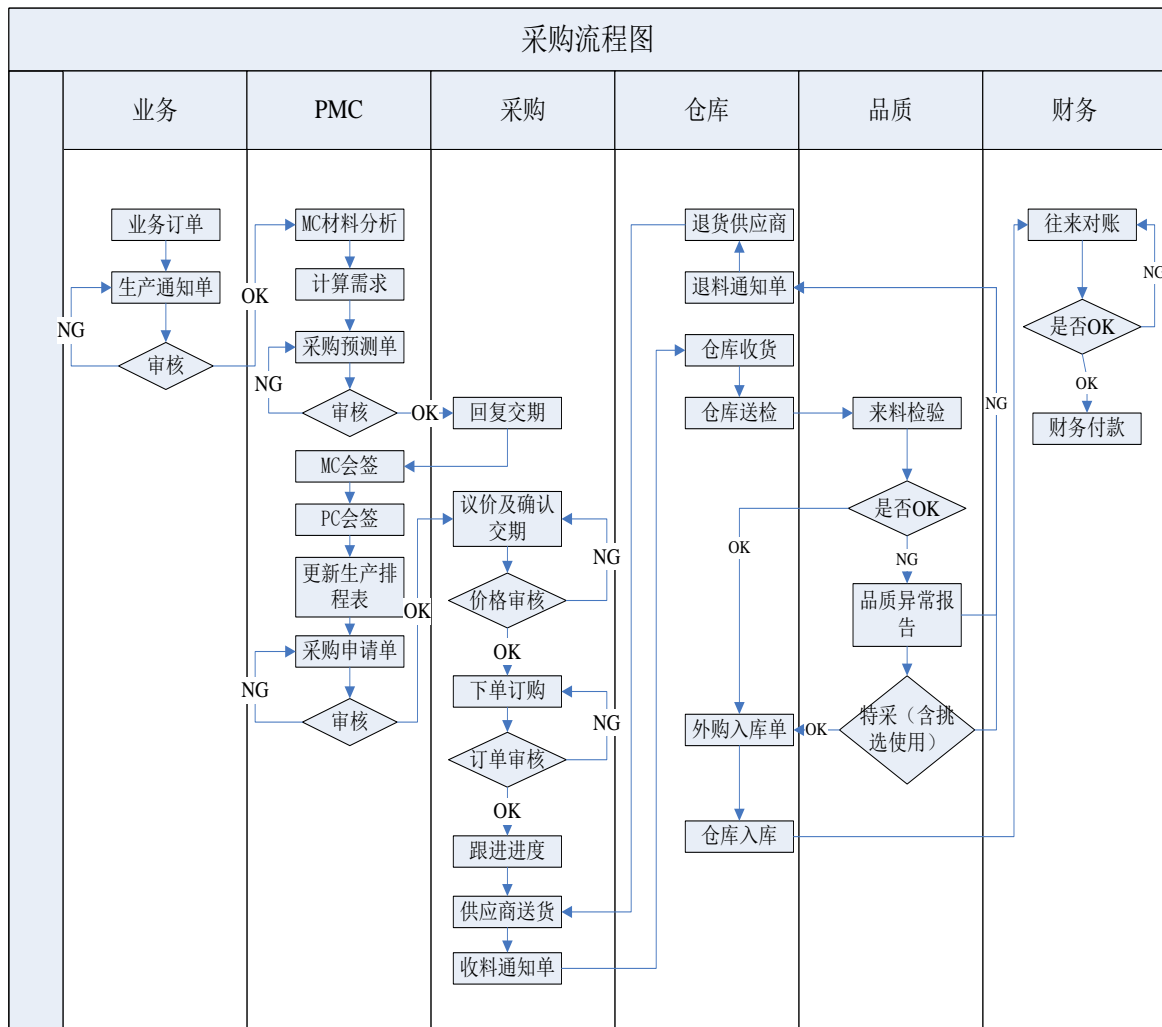 采购流程图
业务
PMC
采购
仓库
品质
财务
业务订单
生产通知单
NG
审核
OK
MC材料分析
计算需求
采购预测单
NG
审核
OK
MC会签
PC会签
更新生产排
程表
采购申请单
NG
审核
OK
回复交期
议价及确认
交期
NG
价格审核
OK
下单订购
NG
订单审核
OK
跟进进度
供应商送货
收料通知单
退货供应商
退料通知单
仓库收货
仓库送检
OK
外购入库单
仓库入库
来料检验
是否OK
NG
品质异常报
告
特采（含挑
选使用）
OK
NG
往来对账
NG
是否OK
OK
财务付款